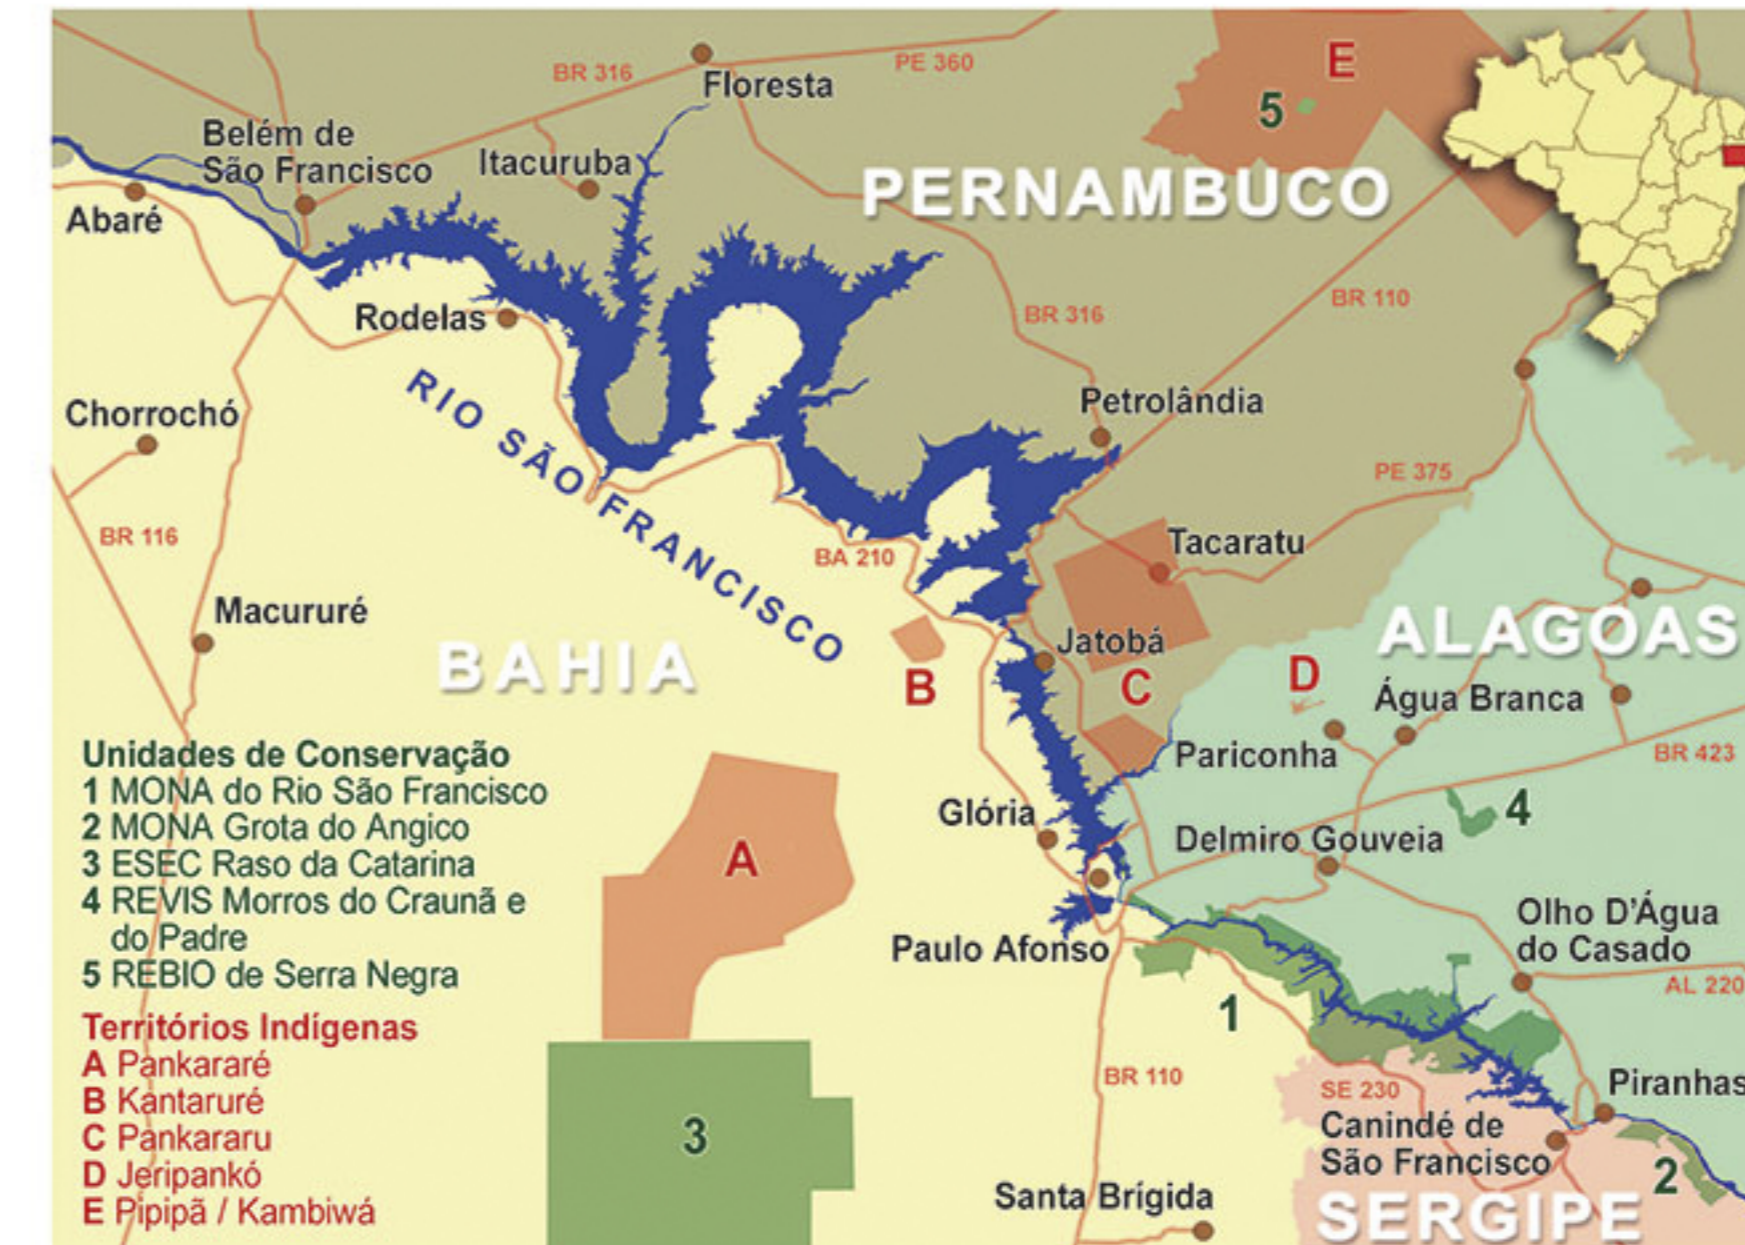 BR 316
PE 360
E
Floresta
5
Belém de
São Francisco
Itacuruba
PERNAMBUCO
Abaré
BR 316
BR 110
Rodelas
RIO SÃO FRANCISCO
Chorrochó
Petrolândia
PE 375
BR 116
BA 210
Tacaratu
Macururé
ALAGOAS
BAHIA
Jatobá
B
C
D
Água Branca
Pariconha
BR 423
Unidades de Conservação
1 MONA do Rio São Francisco
2 MONA Grota do Angico
3 ESEC Raso da Catarina
4 REVIS Morros do Craunã e
do Padre
5 REBIO de Serra Negra
Territórios Indígenas
A Pankararé
B Kantaruré
C Pankararu
D Jeripankó
E Pipipã / Kambiwá
A
3
Glória
4
Delmiro Gouveia
Paulo Afonso
Olho D'Água
do Casado
AL 220
1
BR 110
SE 230
Piranhas
Canindé de
São Francisco
2
Santa Brígida
SERGIPE